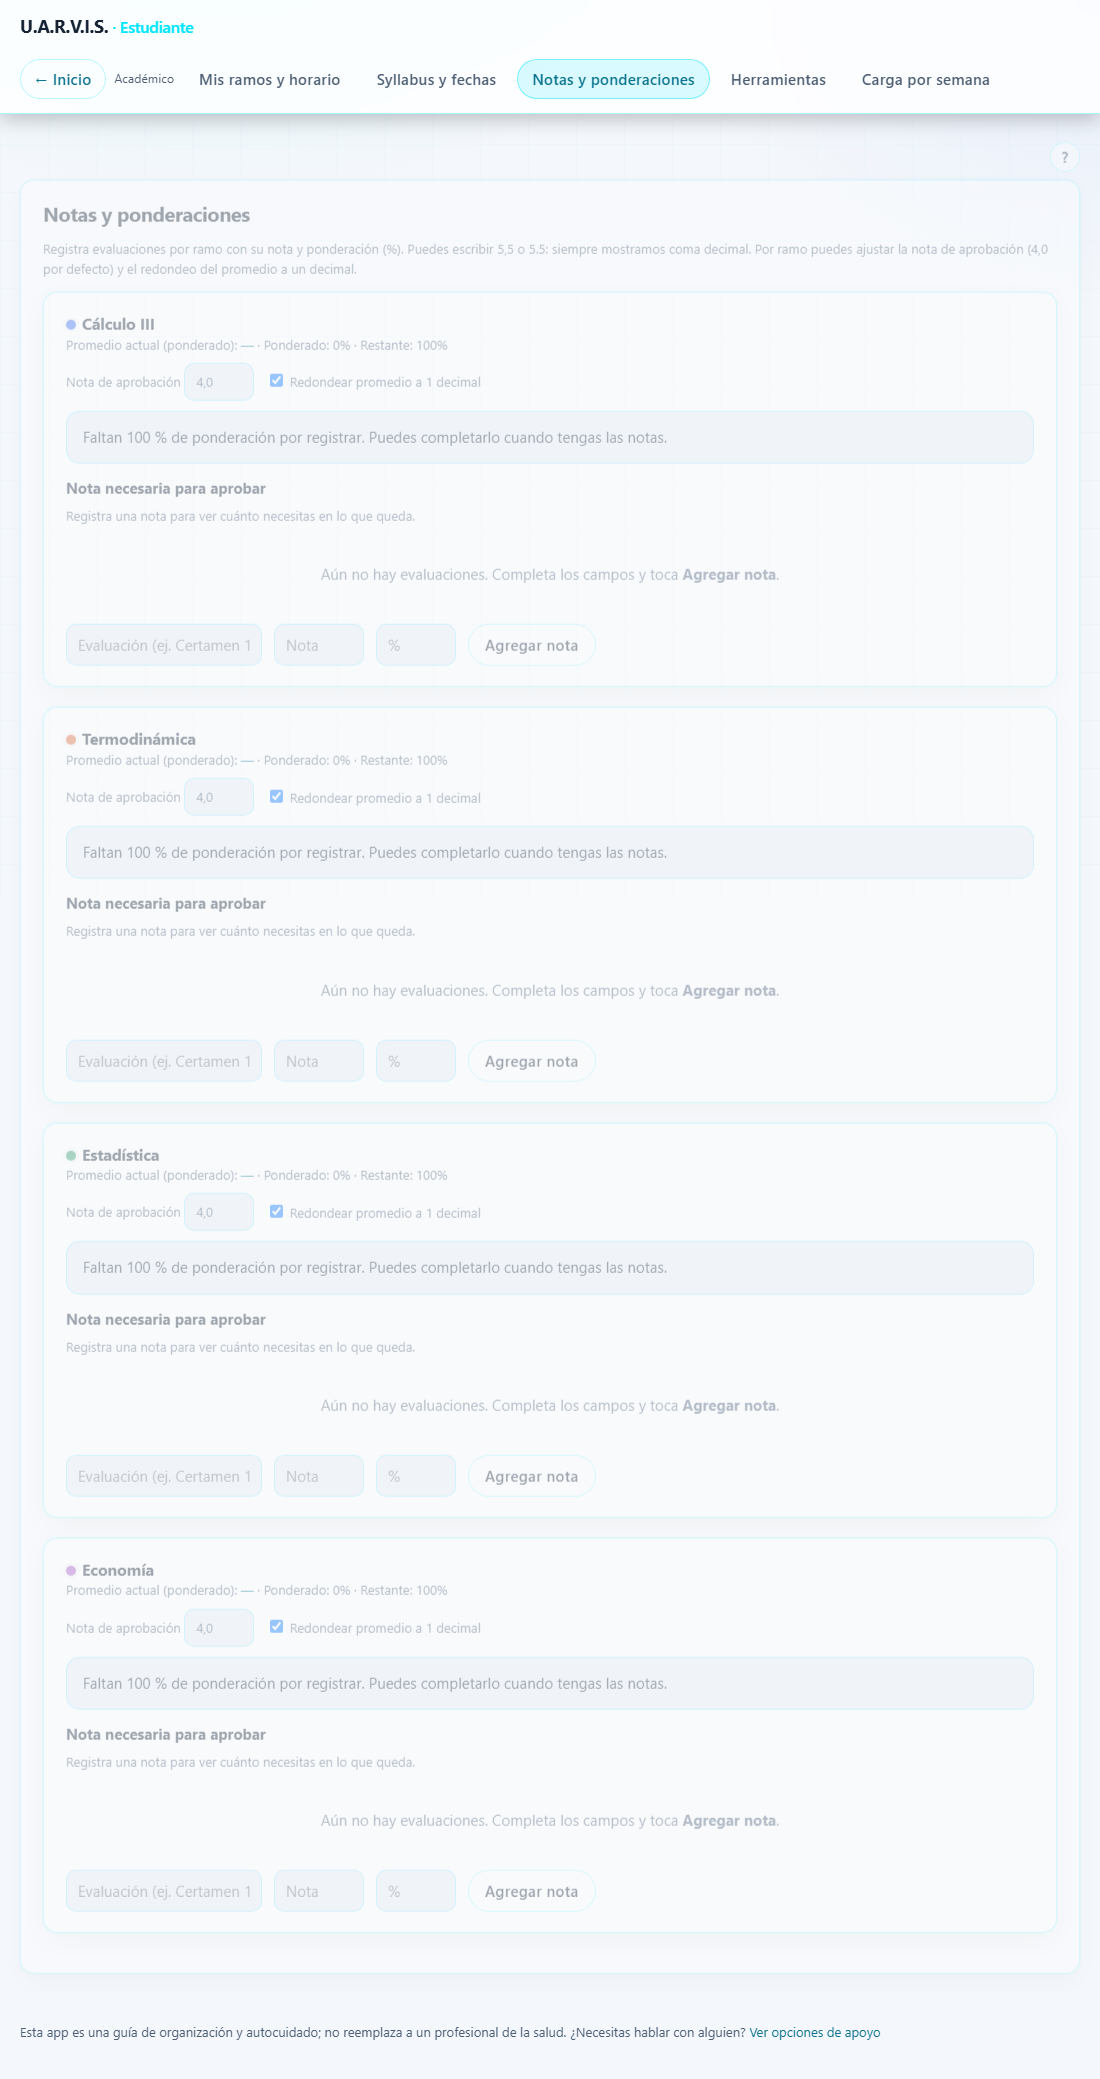 U.A.R.V.I.S. · Estudiante
← Inicio Académico Mis ramos y horario Syllabus y fechas Notas y ponderaciones Herramientas Carga por semana
?
Notas y ponderaciones
Registra evaluaciones por ramo con su nota y ponderación (%). Puedes escribir 5,5 o 5.5: siempre mostramos coma decimal. Por ramo puedes ajustar la nota de aprobación (4,0
por defecto) y el redondeo del promedio a un decimal.
Cálculo III
Promedio actual (ponderado): — · Ponderado: 0% · Restante: 100%
Nota de aprobación 4,0 Redondear promedio a 1 decimal
Faltan 100 % de ponderación por registrar. Puedes completarlo cuando tengas las notas.
Nota necesaria para aprobar
Registra una nota para ver cuánto necesitas en lo que queda.
Aún no hay evaluaciones. Completa los campos y toca Agregar nota.
Evaluación (ej. Certamen 1 Nota % Agregar nota
Termodinámica
Promedio actual (ponderado): — · Ponderado: 0% · Restante: 100%
Nota de aprobación 4,0 Redondear promedio a 1 decimal
Faltan 100 % de ponderación por registrar. Puedes completarlo cuando tengas las notas.
Nota necesaria para aprobar
Registra una nota para ver cuánto necesitas en lo que queda.
Aún no hay evaluaciones. Completa los campos y toca Agregar nota.
Evaluación (ej. Certamen 1 Nota % Agregar nota
Estadística
Promedio actual (ponderado): — · Ponderado: 0% · Restante: 100%
Nota de aprobación 4,0 Redondear promedio a 1 decimal
Faltan 100 % de ponderación por registrar. Puedes completarlo cuando tengas las notas.
Nota necesaria para aprobar
Registra una nota para ver cuánto necesitas en lo que queda.
Aún no hay evaluaciones. Completa los campos y toca Agregar nota.
Evaluación (ej. Certamen 1 Nota % Agregar nota
Economía
Promedio actual (ponderado): — · Ponderado: 0% · Restante: 100%
Nota de aprobación 4,0 Redondear promedio a 1 decimal
Faltan 100 % de ponderación por registrar. Puedes completarlo cuando tengas las notas.
Nota necesaria para aprobar
Registra una nota para ver cuánto necesitas en lo que queda.
Aún no hay evaluaciones. Completa los campos y toca Agregar nota.
Evaluación (ej. Certamen 1 Nota % Agregar nota
Esta app es una guía de organización y autocuidado; no reemplaza a un profesional de la salud. ¿Necesitas hablar con alguien? Ver opciones de apoyo